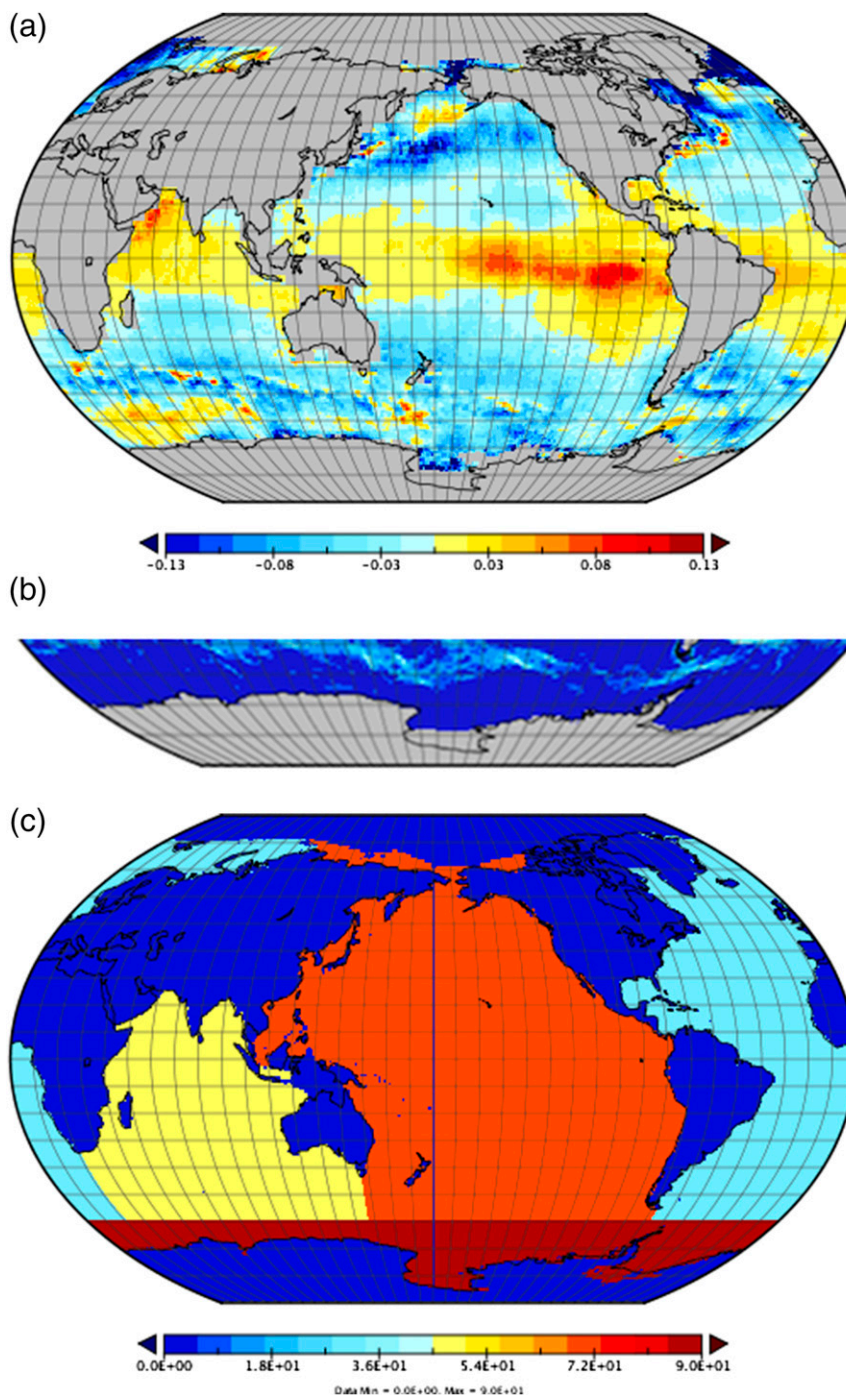 (a)
−0.13 −0.08 −0.03 0.03 0.08 0.13
(b)
(c)
0.0E+00 1.8E+01 3.6E+01 5.4E+01 7.2E+01 9.0E+01
Data Min = 0.0E+00. Max = 9.0E+01